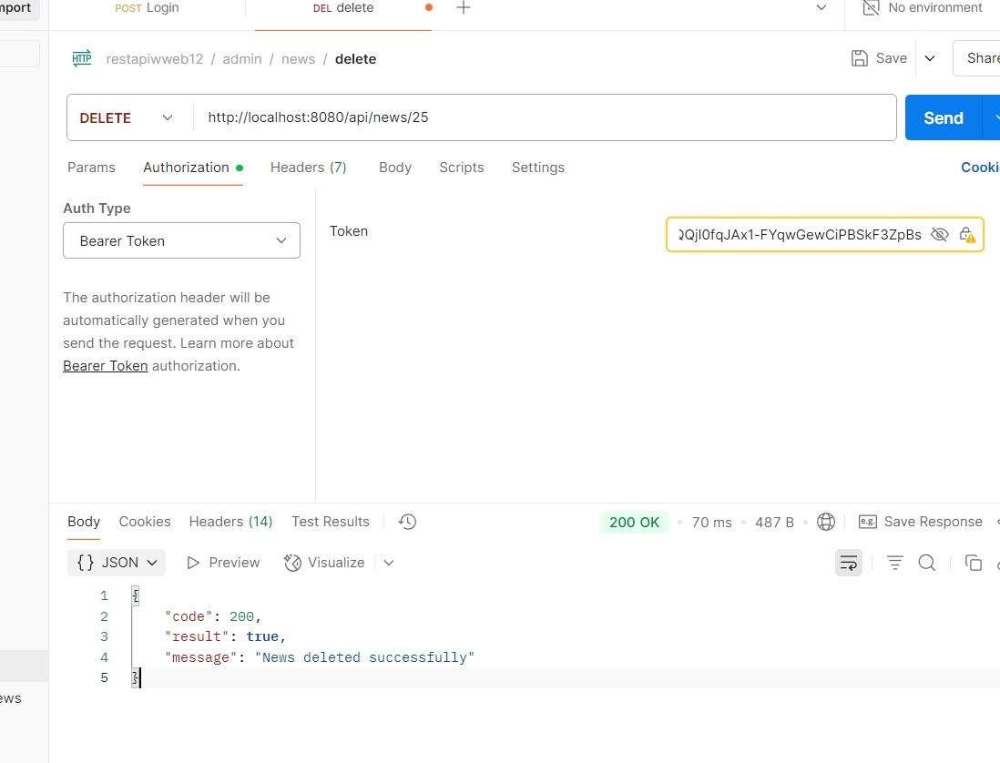 mport POST Login DEL delete No environment
HTTP restapiwweb12 / admin / news / delete Save Share
DELETE http://localhost:8080/api/news/25 Send
Params Authorization Headers (7) Body Scripts Settings Cooki
Auth Type
Bearer Token
Token
QjI0fqJAx1-FYqwGewCiPBSkF3ZpBs
The authorization header will be
automatically generated when you
send the request. Learn more about
Bearer Token authorization.
Body Cookies Headers (14) Test Results 200 OK • 70 ms • 487 B • e.g. Save Response
{} JSON Preview Visualize
1 {
2 "code": 200,
3 "result": true,
4 "message": "News deleted successfully"
5 }
ews